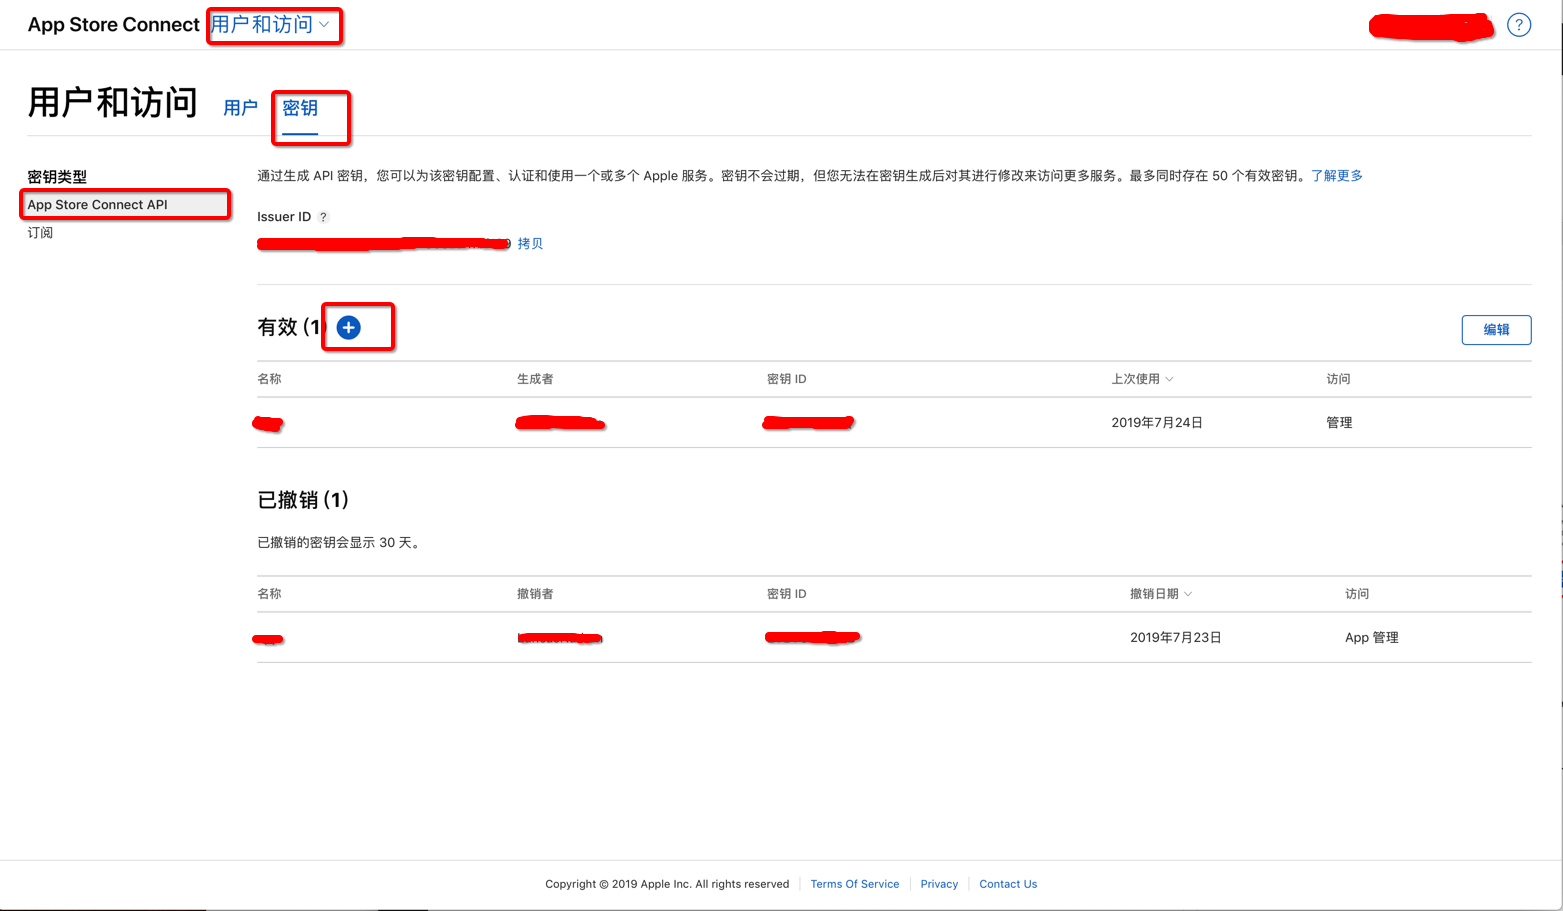 App Store Connect 用户和访问
?
用户和访问 用户 密钥
密钥类型
App Store Connect API
订阅
通过生成 API 密钥，您可以为该密钥配置、认证和使用一个或多个 Apple 服务。密钥不会过期，但您无法在密钥生成后对其进行修改来访问更多服务。最多同时存在 50 个有效密钥。了解更多
Issuer ID ?
拷贝
有效 (1
编辑
名称 生成者 密钥 ID 上次使用 访问
2019年7月24日 管理
已撤销 (1)
已撤销的密钥会显示 30 天。
名称 撤销者 密钥 ID 撤销日期 访问
2019年7月23日 App 管理
Copyright © 2019 Apple Inc. All rights reserved Terms Of Service Privacy Contact Us